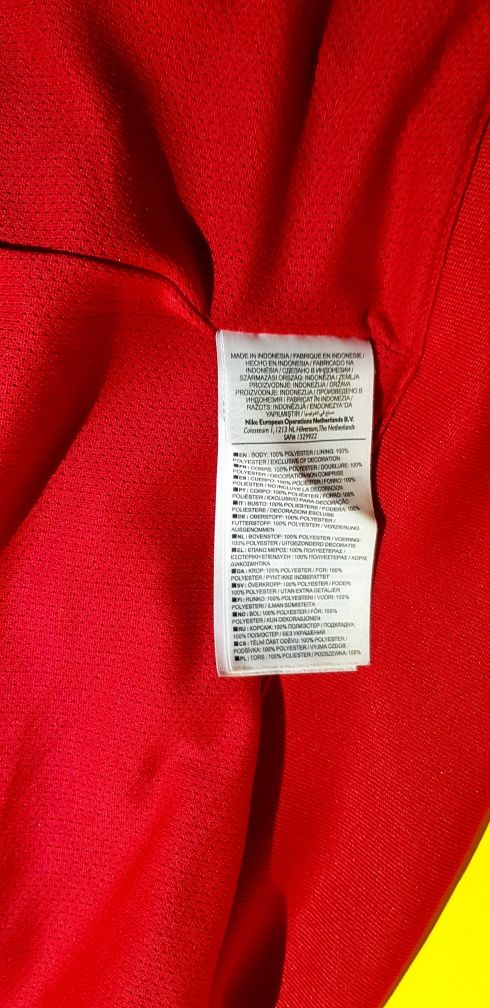 MADE IN INDONESIA / FABRIQUE EN INDONESIE /
HECHO EN INDONESIA / FABRICADO NA
INDONÉSIA / СДЕЛАНО В ИНДОНЕЗИИ /
SZÁRMAZÁSI ORSZÁG: INDONÉZIA / ZEMLJA
PROIZVODNJE: INDONEZIJA / DRŽAVA
PROIZVODNJE: INDONEZIJA / ПРОИЗВЕДЕНО В
ИНДОНЕЗИЯ / FABRICAT ÎN INDONEZIA /
RAŽOTS: INDONĒZIJĀ / ENDONEZYA'DA
YAPILMIŞTIR /
Nike European Operations Netherlands B.V.
Colosseum 1, 1213 NL Hilversum, The Netherlands
SAF# 1329922
EN : BODY: 100% POLYESTER / LINING: 100%
POLYESTER / EXCLUSIVE OF DECORATION
FR : CORPS: 100% POLYESTER / DOUBLURE: 100%
POLYESTER / DECORATION NON COMPRISE
ES : CUERPO: 100% POLIÉSTER / FORRO: 100%
POLIÉSTER / NO INCLUYE LA DECORACIÓN
PT : CORPO: 100% POLIÉSTER / FORRO: 100%
POLIÉSTER / EXCLUSIVO PARA DECORAÇÃO
IT : BUSTO: 100% POLIESTERE / FODERA: 100%
POLIESTERE / DECORAZIONI ESCLUSE
DE : OBERSTOFF: 100% POLYESTER /
FUTTERSTOFF: 100% POLYESTER / VERZIERUNG
AUSGENOMMEN
NL : BOVENSTOF: 100% POLYESTER / VOERING:
100% POLYESTER / UITGEZONDERD DECORATIE
EL : ΕΠΑΝΩ ΜΕΡΟΣ: 100% ΠΟΛΥΕΣΤΕΡΑΣ /
ΕΣΩΤΕΡΙΚΗ ΕΠΕΝΔΥΣΗ : 100% ΠΟΛΥΕΣΤΕΡΑΣ / ΧΩΡΙΣ
ΔΙΑΚΟΣΜΗΤΙΚΑ
DA : KROP: 100% POLYESTER / FOR: 100%
POLYESTER / PYNT IKKE INDBEFATTET
SV : ÖVERKROPP: 100% POLYESTER / FODER:
100% POLYESTER / UTAN EXTRA DETALJER
FI : RUNKO: 100% POLYESTERI / VUORI: 100%
POLYESTERI / ILMAN SOMISTEITA
NO : BOL: 100% POLYESTER / FÔR: 100%
POLYESTER / KUN DEKORASJONEN
RU : КОРСАЖ: 100% ПОЛИЭСТЕР / ПОДКЛАДКА:
100% ПОЛИЭСТЕР / БЕЗ УКРАШЕНИЙ
CS : TĚLNÍ ČÁST ODĚVU: 100% POLYESTER /
PODŠÍVKA: 100% POLYESTER / VYJMA OZDOB
PL : TORS : 100% POLIESTER / PODSZEWKA: 100%